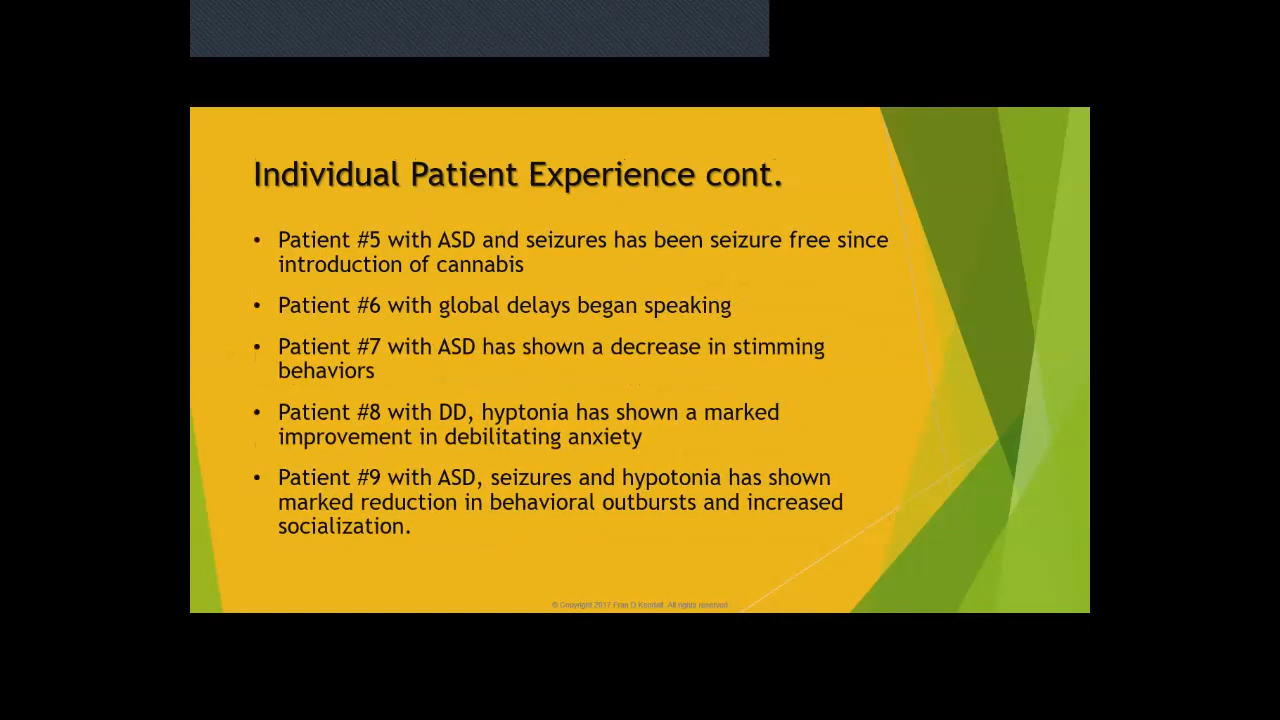 Individual Patient Experience cont.
• Patient #5 with ASD and seizures has been seizure free since
introduction of cannabis
• Patient #6 with global delays began speaking
• Patient #7 with ASD has shown a decrease in stimming
behaviors
• Patient #8 with DD, hyptonia has shown a marked
improvement in debilitating anxiety
• Patient #9 with ASD, seizures and hypotonia has shown
marked reduction in behavioral outbursts and increased
socialization.
© Copyright 2017 Fran D Kendall. All rights reserved